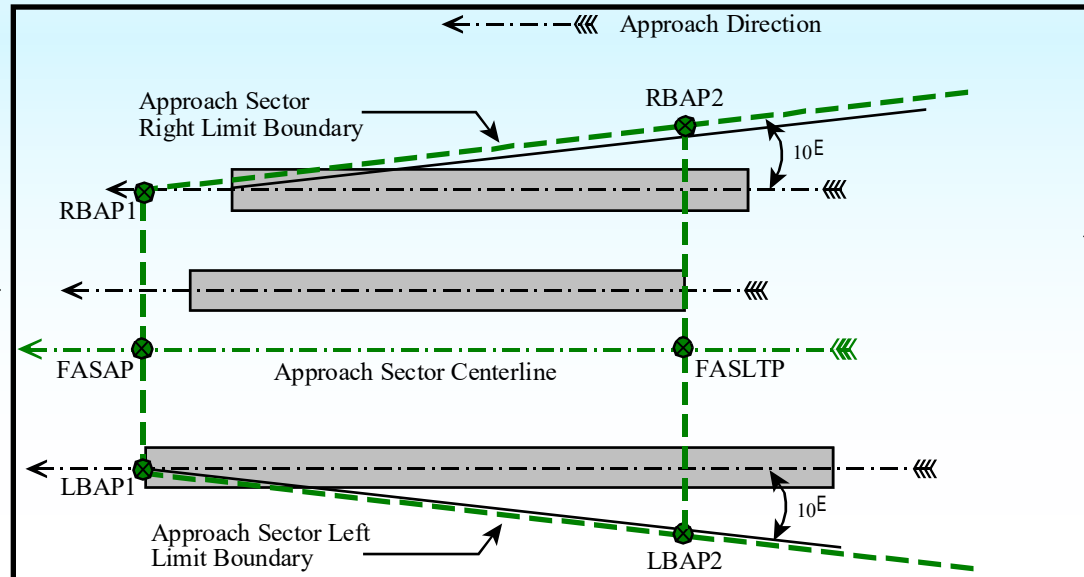 Approach Direction
Approach Sector
Right Limit Boundary
RBAP2
10E
RBAP1
FASAP
Approach Sector Centerline
FASLTP
LBAP1
10E
Approach Sector Left
Limit Boundary
LBAP2